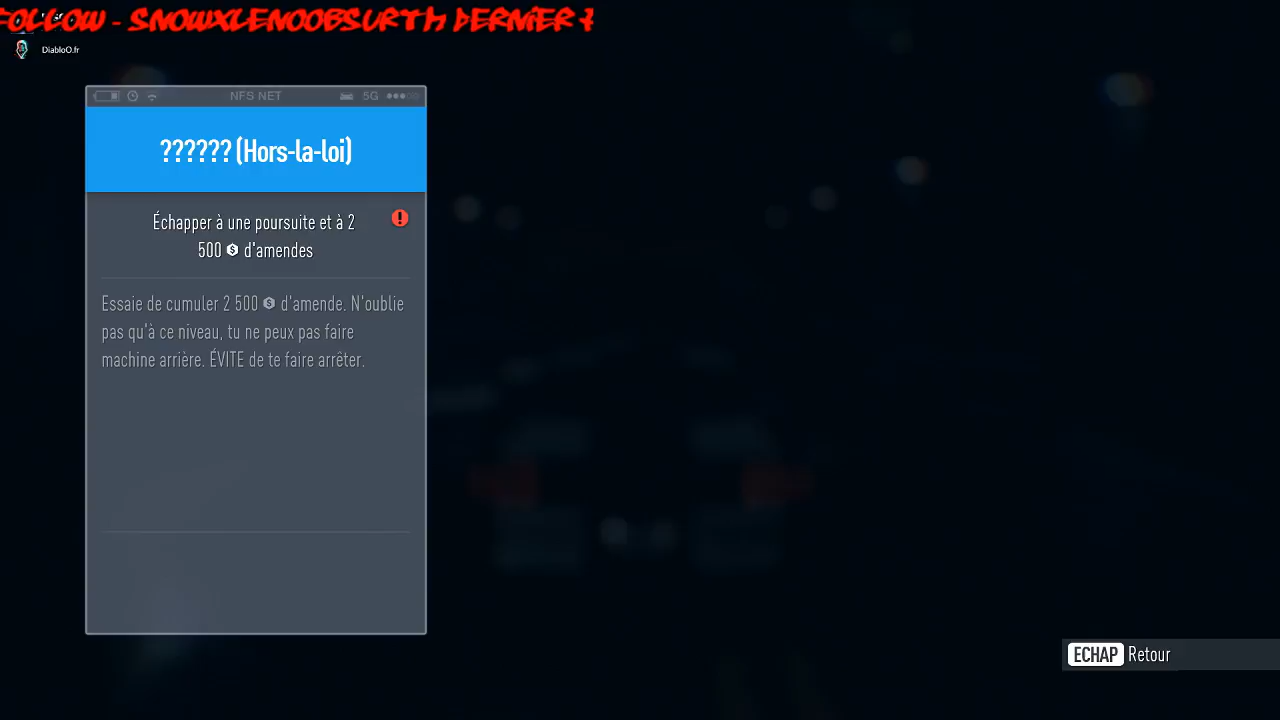 FOLLOW - SNOWXLENOOBSURTM DERNIER F
DiabloO.fr
NFS NET
5G
?????? (Hors-la-loi)
Échapper à une poursuite et à 2
500 $ d'amendes
Essaie de cumuler 2 500 $ d'amende. N'oublie
pas qu'à ce niveau, tu ne peux pas faire
machine arrière. ÉVITE de te faire arrêter.
ECHAP Retour